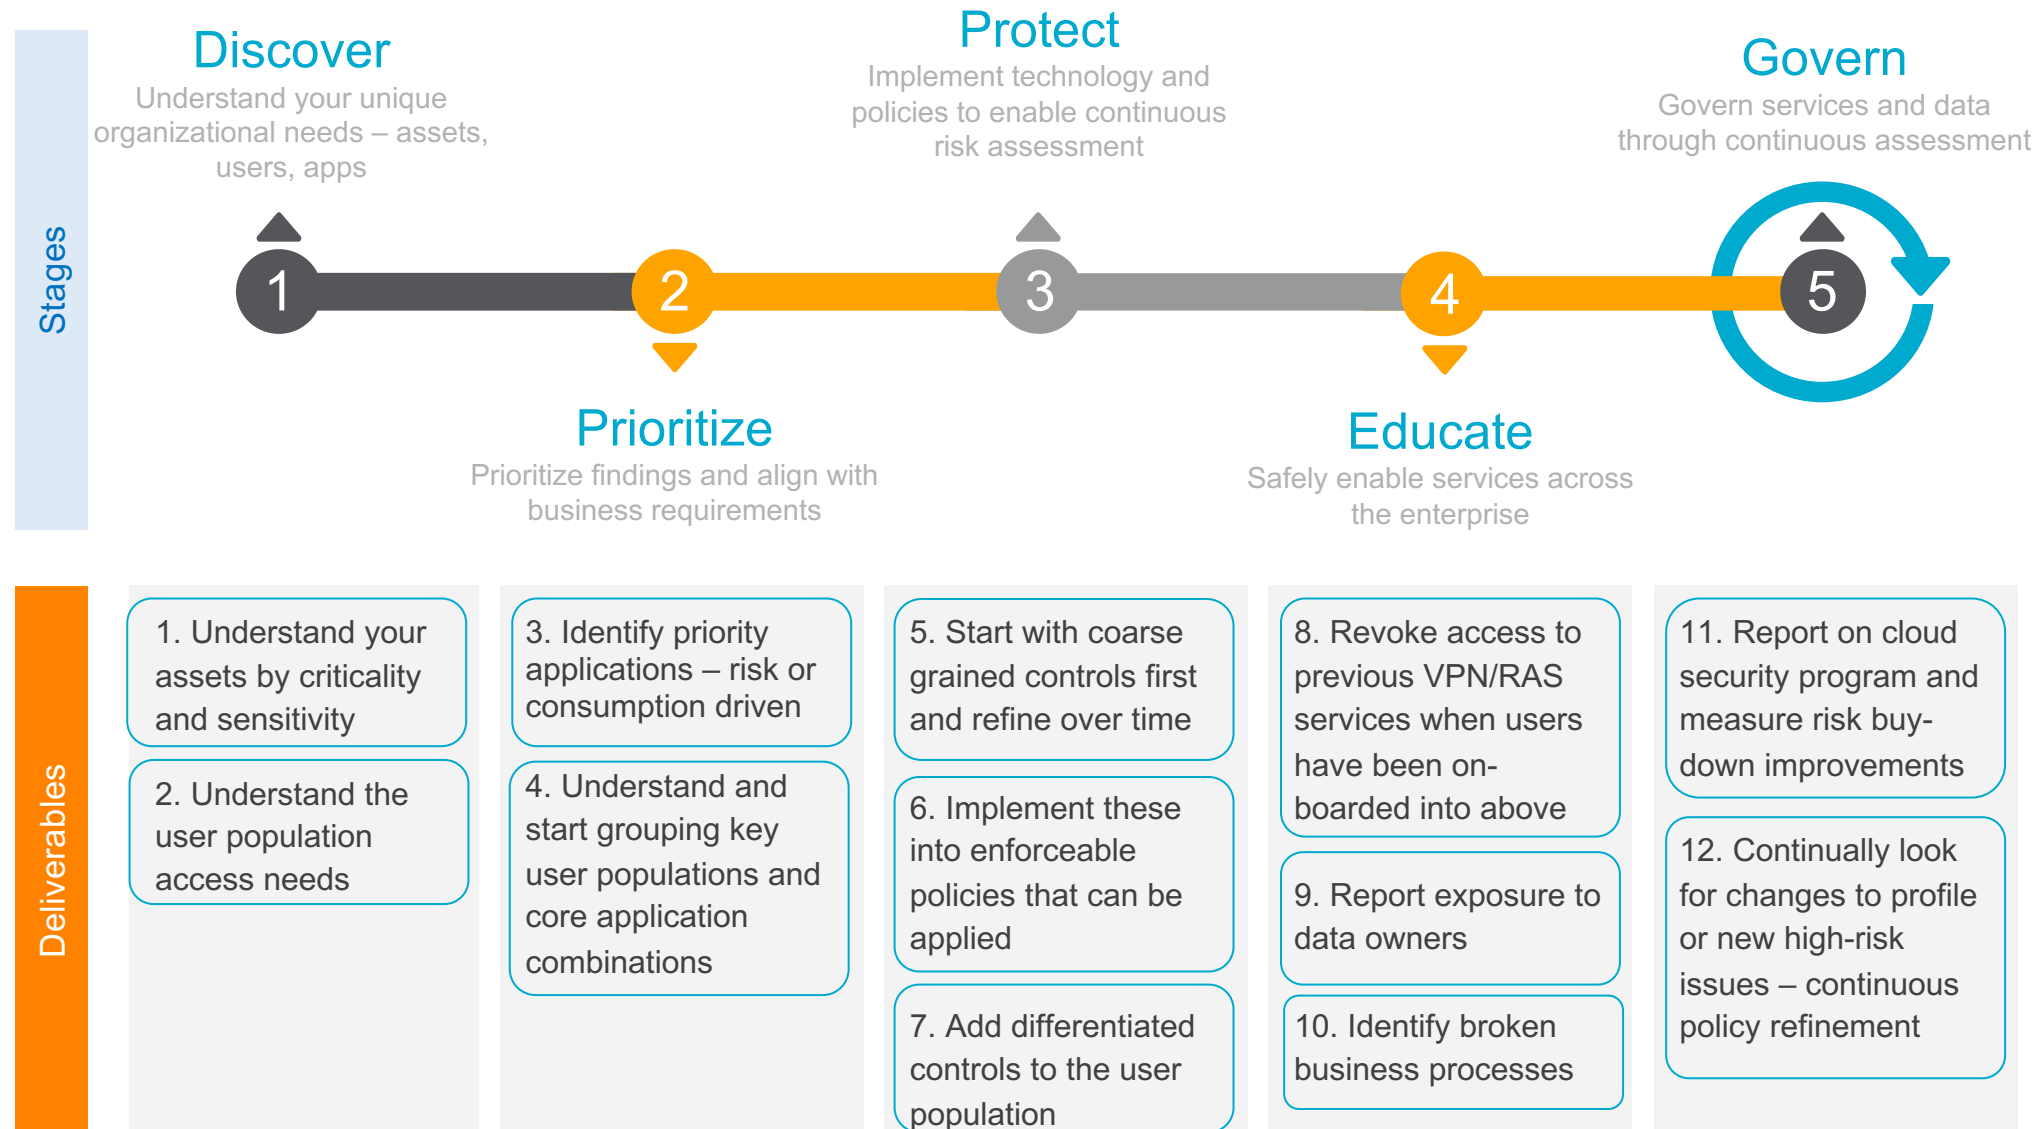 Stages
Discover
Understand your unique
organizational needs – assets,
users, apps
Protect
Implement technology and
policies to enable continuous
risk assessment
Govern
Govern services and data
through continuous assessment
1
2
3
4
5
Prioritize
Prioritize findings and align with
business requirements
Educate
Safely enable services across
the enterprise
Deliverables
1. Understand your
assets by criticality
and sensitivity
2. Understand the
user population
access needs
3. Identify priority
applications – risk or
consumption driven
4. Understand and
start grouping key
user populations and
core application
combinations
5. Start with coarse
grained controls first
and refine over time
6. Implement these
into enforceable
policies that can be
applied
7. Add differentiated
controls to the user
population
8. Revoke access to
previous VPN/RAS
services when users
have been on-
boarded into above
9. Report exposure to
data owners
10. Identify broken
business processes
11. Report on cloud
security program and
measure risk buy-
down improvements
12. Continually look
for changes to profile
or new high-risk
issues – continuous
policy refinement